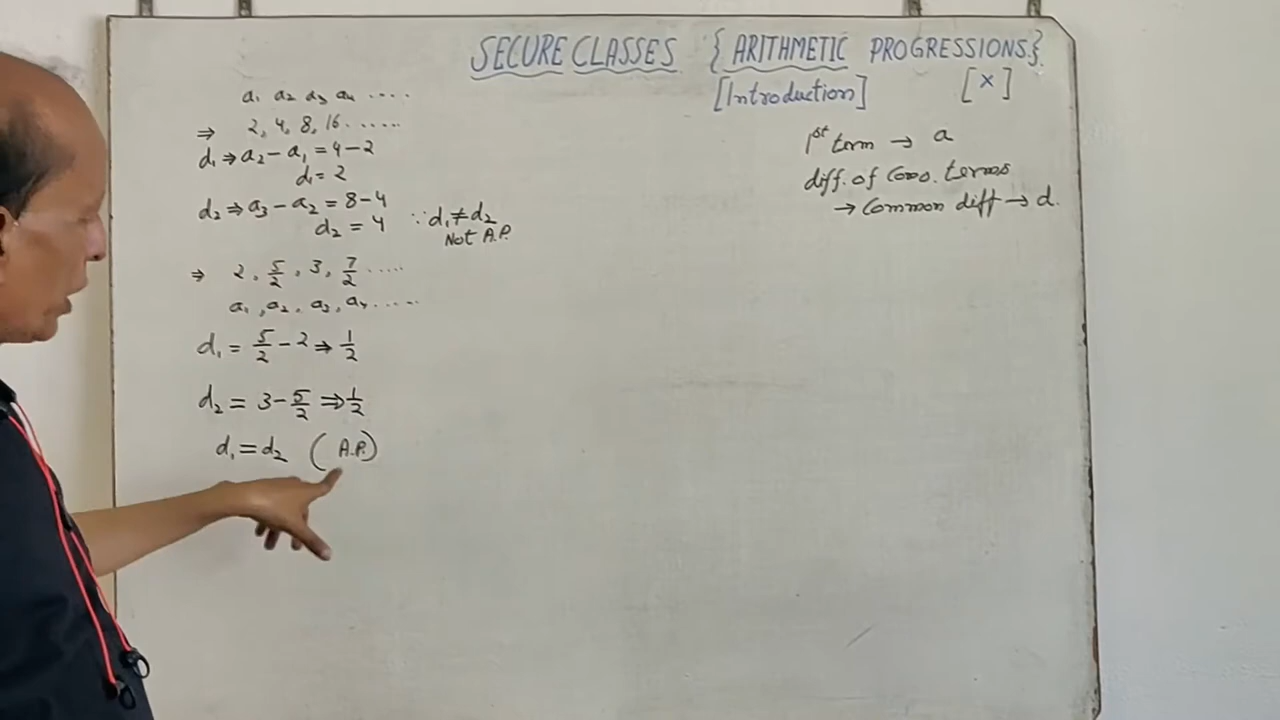 SECURE CLASSES { ARITHMETIC PROGRESSIONS }
[Introduction] [X]
a₁ a₂ a₃ a₄ ....
⇒ 2, 4, 8, 16 ......
d₁ ⇒ a₂ - a₁ = 4 - 2
d₁ = 2
d₂ ⇒ a₃ - a₂ = 8 - 4
d₂ = 4 ∵ d₁ ≠ d₂
Not A.P.
⇒ 2, 5/2, 3, 7/2 .....
a₁, a₂, a₃, a₄ .....
d₁ = 5/2 - 2 ⇒ 1/2
d₂ = 3 - 5/2 ⇒ 1/2
d₁ = d₂ (A.P.)
1st term → a
diff. of Cons. terms
→ Common diff → d.